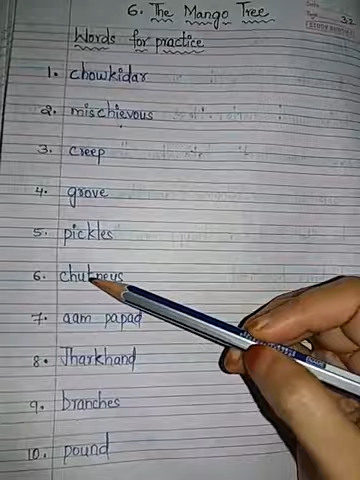 6. The Mango Tree
Words for practice
1. chowkidar
2. mischievous
3. creep
4. grove
5. pickles
6. chutneys
7. aam papad
8. Jharkhand
9. branches
10. pound